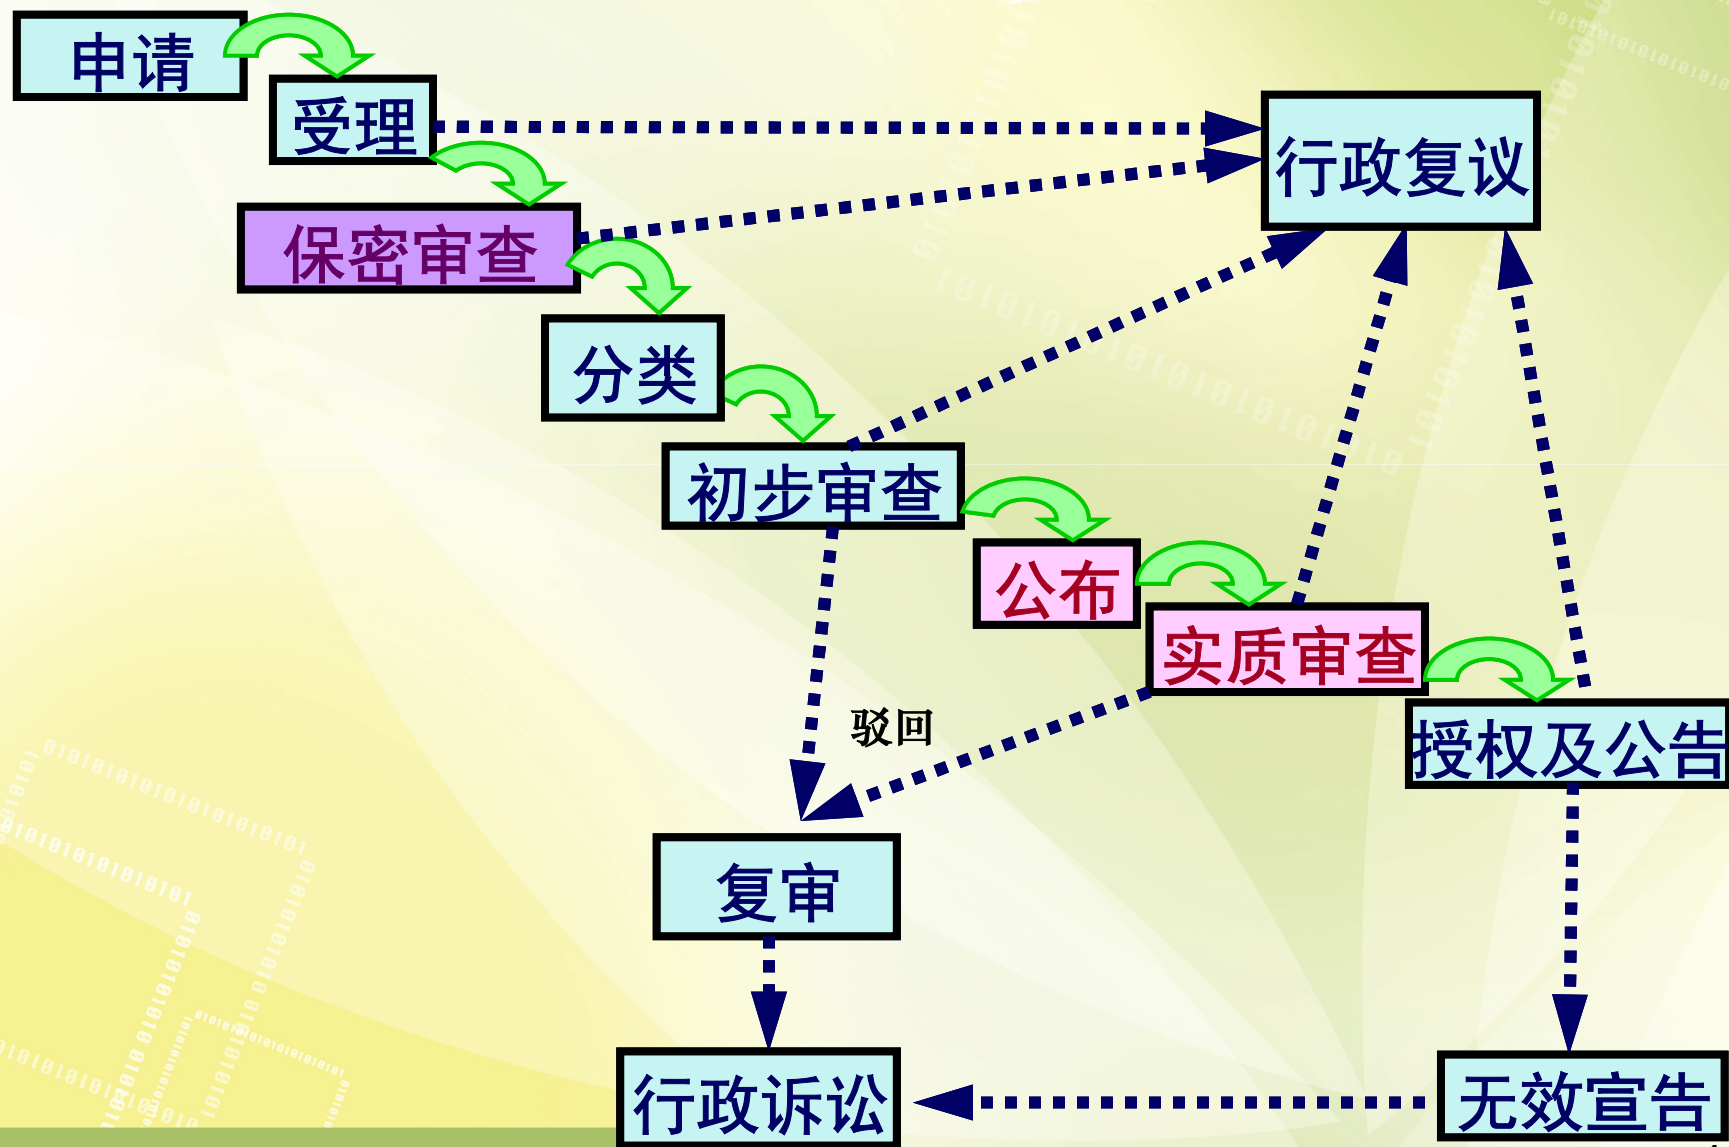 申请
受理
行政复议
保密审查
分类
初步审查
公布
实质审查
驳回
授权及公告
复审
行政诉讼
无效宣告